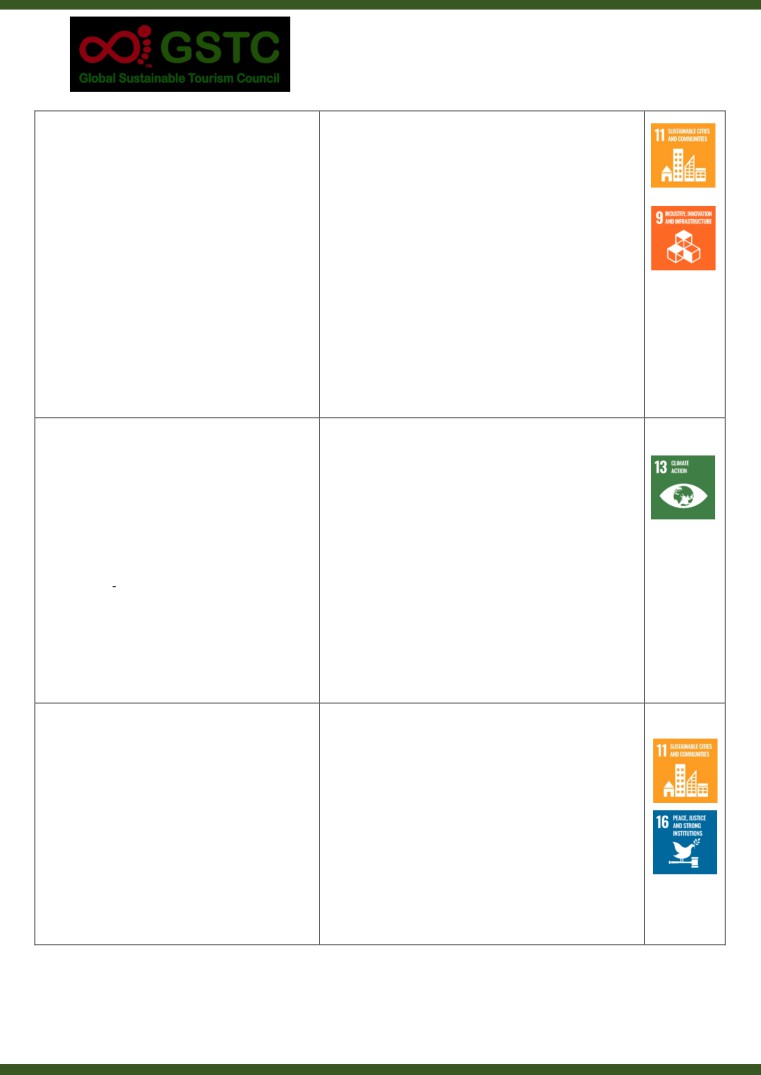 GSTC
Global Sustainable Tourism Council
11 SUSTAINABLE CITIES
AND COMMUNITIES
9 INDUSTRY, INNOVATION
AND INFRASTRUCTURE
13 CLIMATE
ACTION
-
11 SUSTAINABLE CITIES
AND COMMUNITIES
16 PEACE, JUSTICE
AND STRONG
INSTITUTIONS